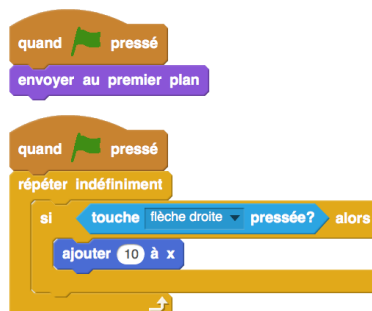 quand pressé
envoyer au premier plan
quand pressé
répéter indéfiniment
si touche flèche droite pressée? alors
ajouter 10 à x